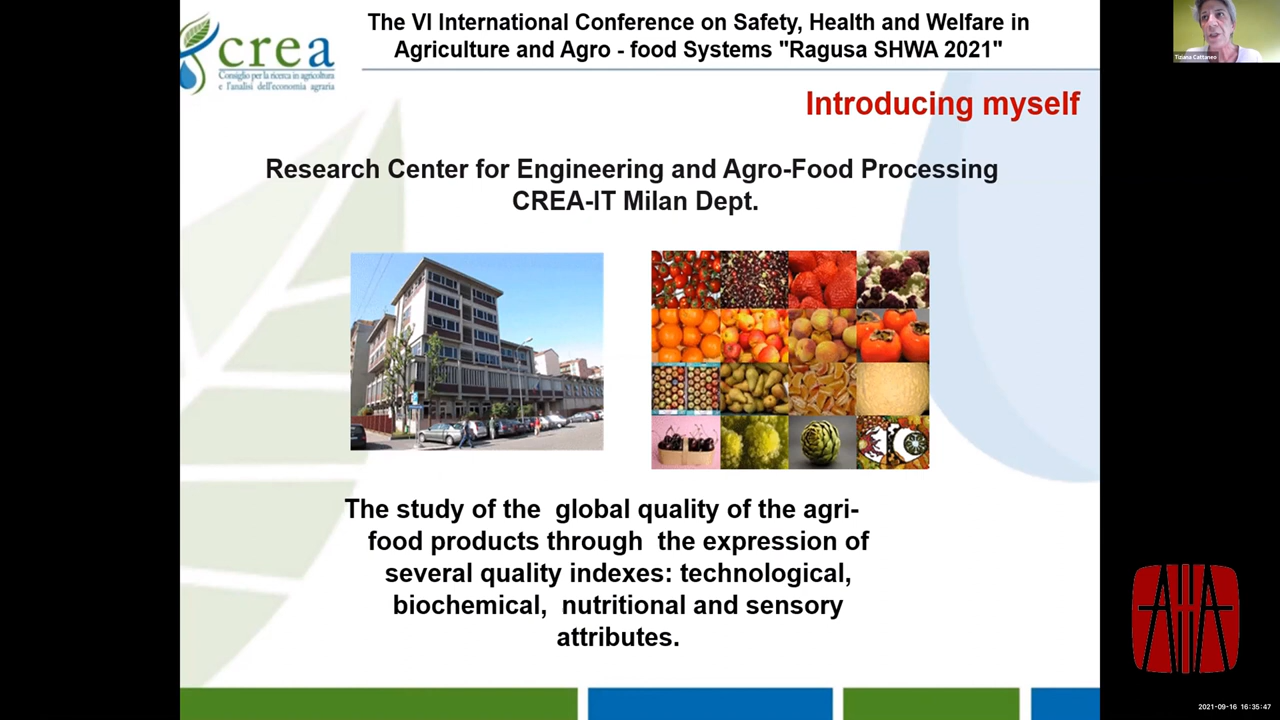 The VI International Conference on Safety, Health and Welfare in
Agriculture and Agro - food Systems "Ragusa SHWA 2021"
crea
Consiglio per la ricerca in agricoltura
e l'analisi dell'economia agraria
Tiziana Cattaneo
Introducing myself
Research Center for Engineering and Agro-Food Processing
CREA-IT Milan Dept.
The study of the global quality of the agri-
food products through the expression of
several quality indexes: technological,
biochemical, nutritional and sensory
attributes.
2021-09-16 16:35:47